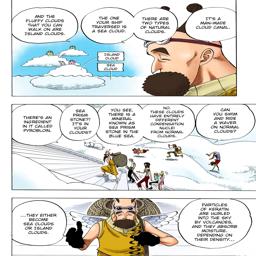 AND THE
FLUFFY CLOUDS
THAT YOU
CAN WALK ON
ARE ISLAND
CLOUDS.
THE ONE
YOUR SHIP
TRAVERSED
IS A SEA
CLOUD.
THERE ARE
TWO TYPES
OF NATURAL
CLOUDS.
IT'S A
MAN-MADE
CLOUD CANAL.
ISLAND
CLOUD
SEA
CLOUD
THERE'S AN
INGREDIENT
IN IT CALLED
PYROBLOIN.
SEA
PRISM
STONE?
IT'S IN
YOUR
CLOUDS?
YOU SEE,
THERE IS A
MINERAL
KNOWN AS
SEA PRISM
STONE IN
THE BLUE
SEA.
NO. THESE
CLOUDS HAVE
ENTIRELY
DIFFERENT
CONDENSATION
NUCLEI
FROM NORMAL
CLOUDS.
CAN YOU
SWIM AND RIDE
A WAVE ON
NORMAL
CLOUDS?
...THEY EITHER
BECOME
SEA CLOUDS
OR ISLAND
CLOUDS.
PARTICLES
OF KERATIN
ARE HURLED
INTO THE SKY
BY VOLCANOES,
AND THEY
ABSORB
MOISTURE.
DEPENDING
ON THEIR
DENSITY...